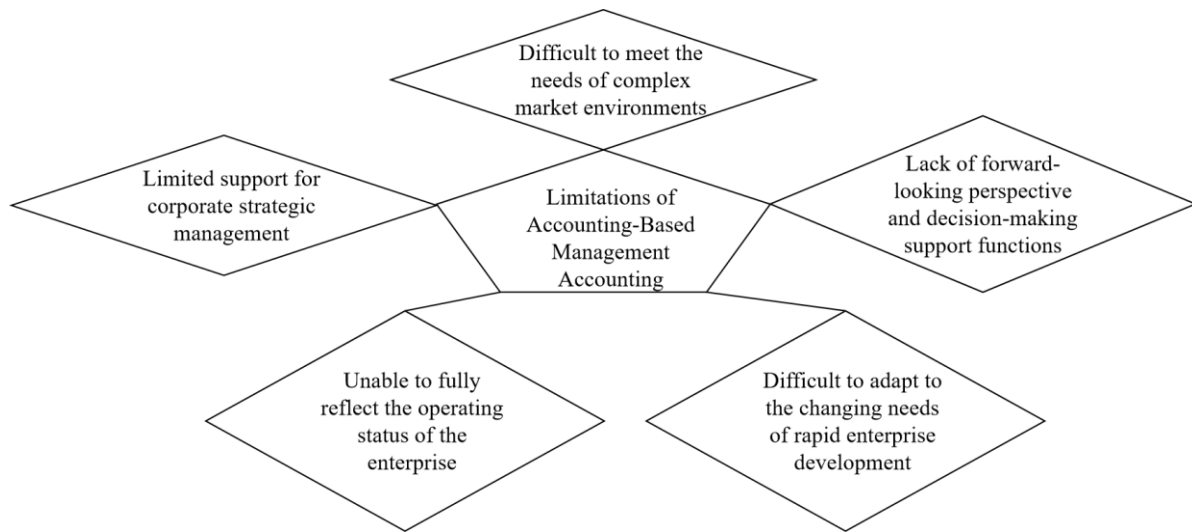 Difficult to meet the
needs of complex
market environments
Limited support for
corporate strategic
management
Limitations of
Accounting-Based
Management
Accounting
Lack of forward-
looking perspective
and decision-making
support functions
Unable to fully
reflect the operating
status of the
enterprise
Difficult to adapt to
the changing needs
of rapid enterprise
development